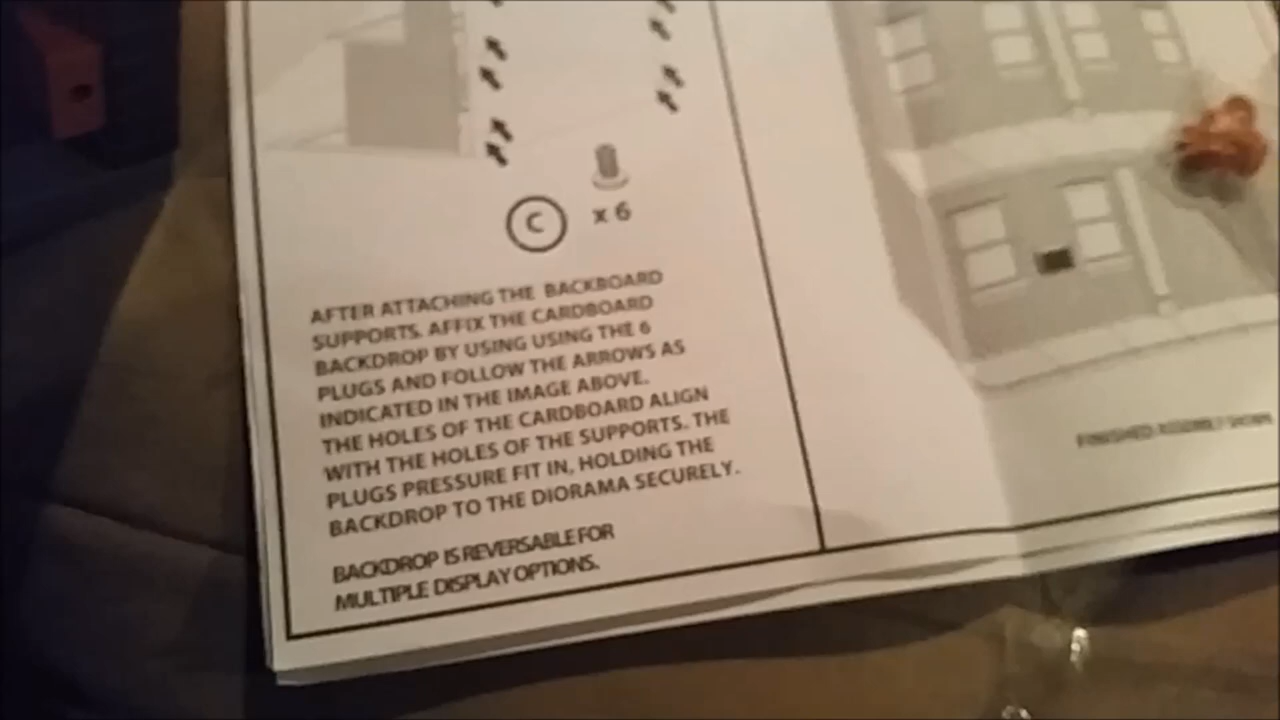 C
x 6
AFTER ATTACHING THE BACKBOARD
SUPPORTS. AFFIX THE CARDBOARD
BACKDROP BY USING USING THE 6
PLUGS AND FOLLOW THE ARROWS AS
INDICATED IN THE IMAGE ABOVE.
THE HOLES OF THE CARDBOARD ALIGN
WITH THE HOLES OF THE SUPPORTS. THE
PLUGS PRESSURE FIT IN, HOLDING THE
BACKDROP TO THE DIORAMA SECURELY.
BACKDROP IS REVERSABLE FOR
MULTIPLE DISPLAY OPTIONS.
FINISHED ASSEMBLY SHOWN